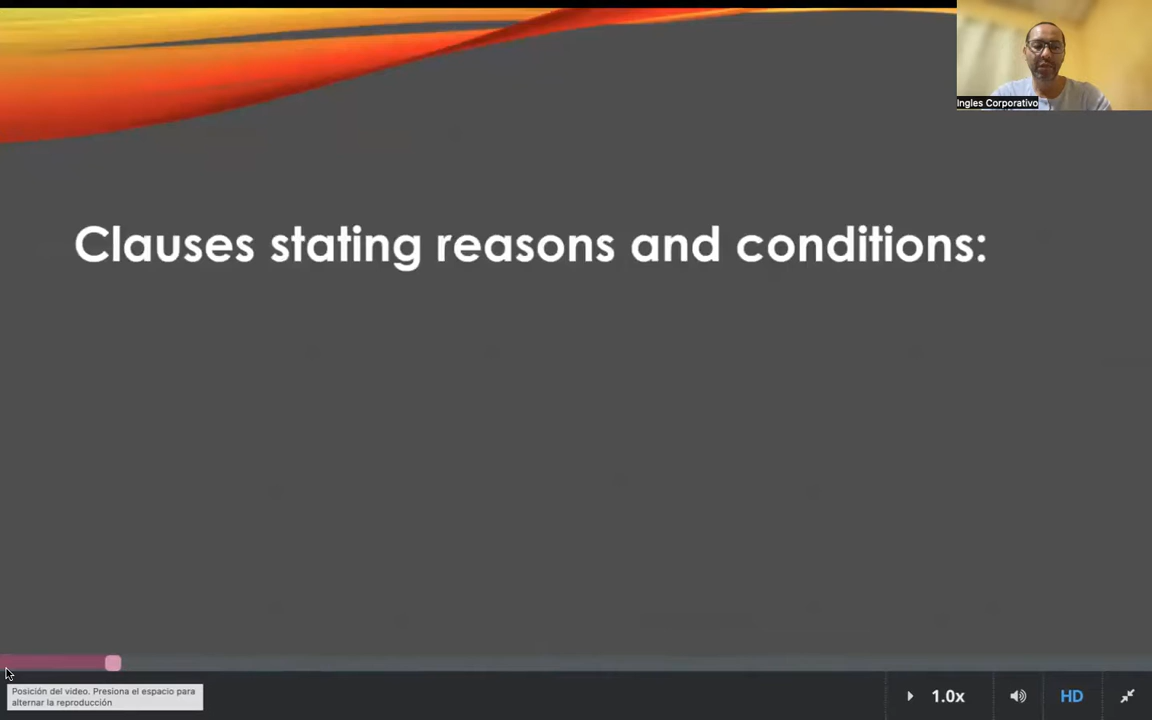 Ingles Corporativo
Clauses stating reasons and conditions:
Posición del video. Presiona el espacio para
alternar la reproducción
1.0x
HD